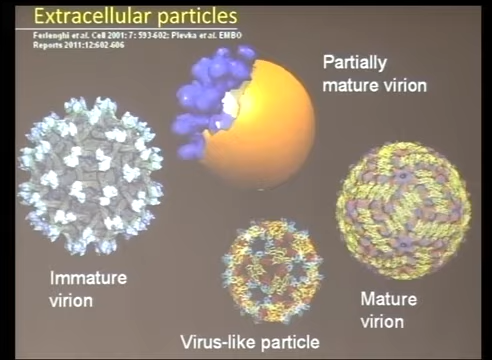 Extracellular particles
Ferlenghi et al. Cell 2001; 7: 593-602; Plevka et al. EMBO
Reports 2011:12:602-606
Partially
mature virion
Immature
virion
Mature
virion
Virus-like particle